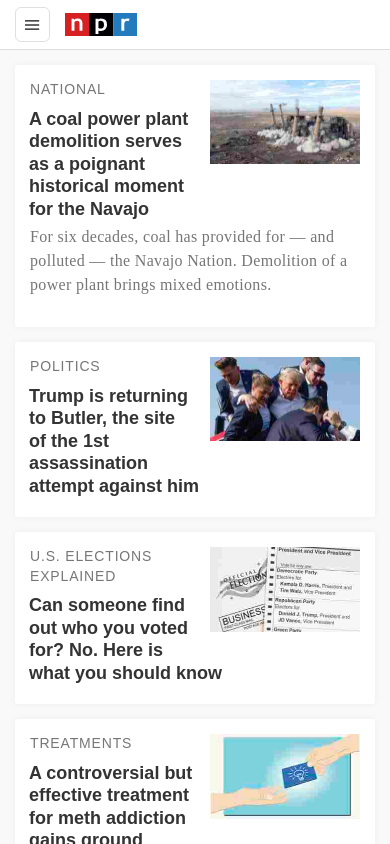 npr
NATIONAL
A coal power plant
demolition serves
as a poignant
historical moment
for the Navajo
For six decades, coal has provided for — and
polluted — the Navajo Nation. Demolition of a
power plant brings mixed emotions.
POLITICS
Trump is returning
to Butler, the site
of the 1st
assassination
attempt against him
U.S. ELECTIONS
EXPLAINED
Can someone find
out who you voted
for? No. Here is
what you should know
OFFICIAL
ELECTION
BUSINESS
President and Vice President
Vote for only one
Democratic Party
Electors for
Kamala D. Harris, President and
Tim Walz, Vice President
Republican Party
Electors for
Donald J. Trump, President and
JD Vance, Vice President
Green Party
TREATMENTS
A controversial but
effective treatment
for meth addiction
gains ground